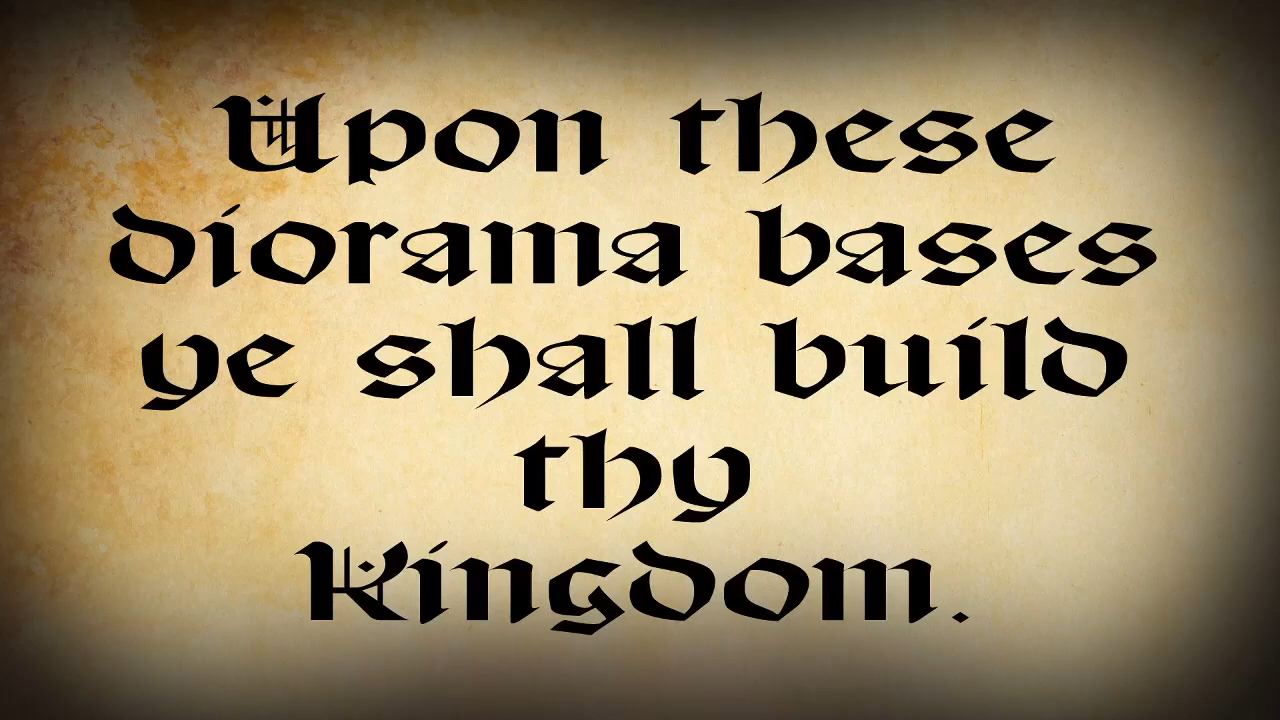 Upon these
diorama bases
ye shall build
thy
Kingdom.